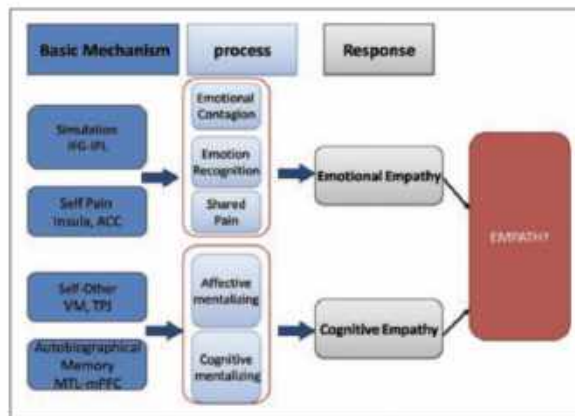 Basic Mechanism
process
Response
Simulation
IFG-IPL
Self Pain
Insula, ACC
Emotional
Contagion
Emotion
Recognition
Shared
Pain
Emotional Empathy
EMPATHY
Self-Other
VM, TPJ
Autobiographical
Memory
MTL-mPFC
Affective
mentalizing
Cognitive
mentalizing
Cognitive Empathy